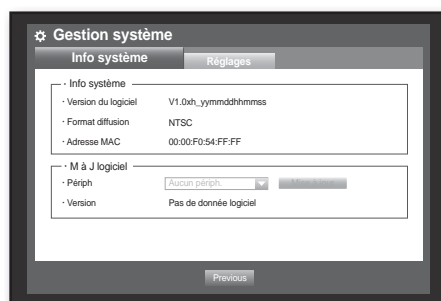 Gestion système
Info système
Réglages
· Info système
· Version du logiciel V1.0xh_yymmddhhmmss
· Format diffusion NTSC
· Adresse MAC 00:00:F0:54:FF:FF
· M à J logiciel
· Périph Aucun périph.
· Version Pas de donnée logiciel
Previous